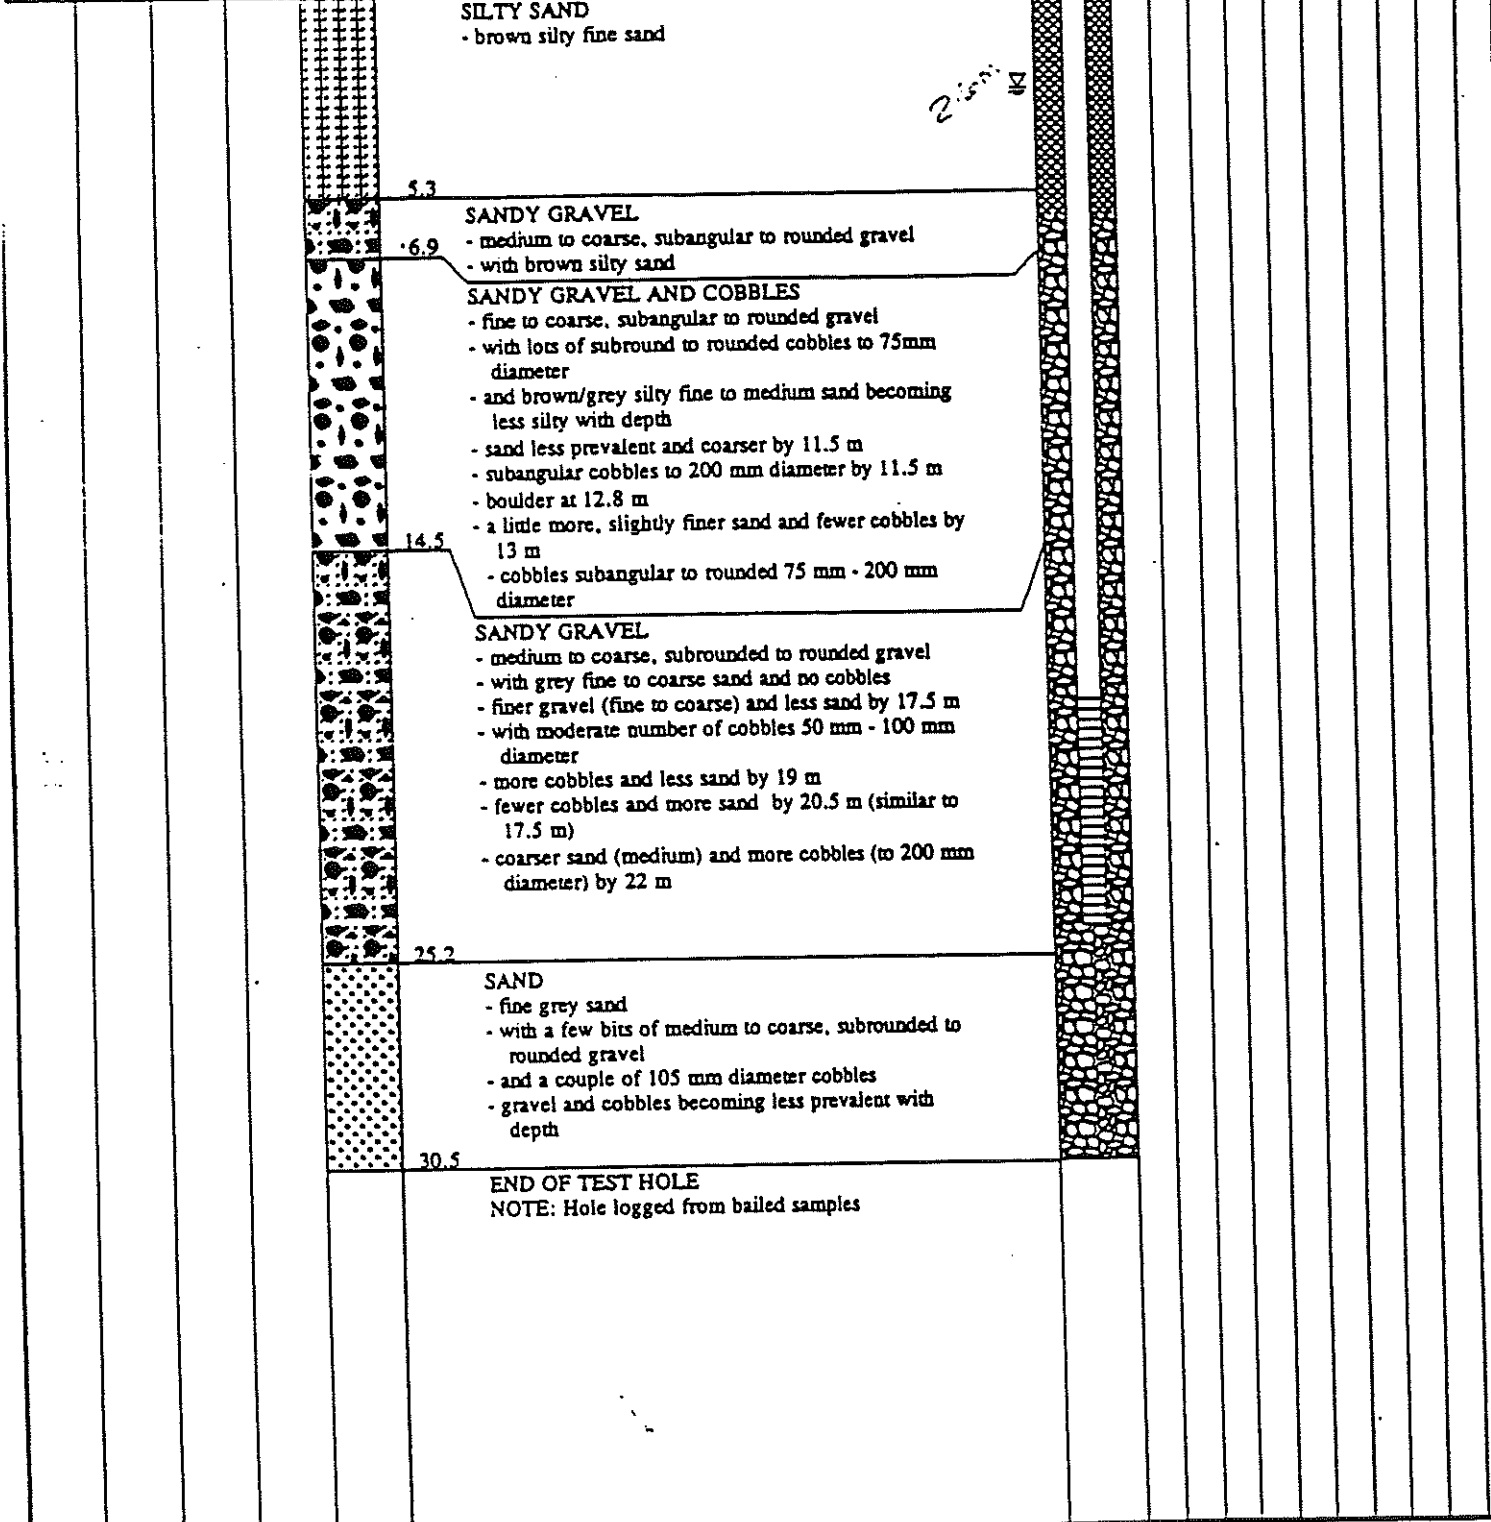 SILTY SAND
- brown silty fine sand
5.3
SANDY GRAVEL
- medium to coarse, subangular to rounded gravel
- with brown silty sand
6.9
SANDY GRAVEL AND COBBLES
- fine to coarse, subangular to rounded gravel
- with lots of subround to rounded cobbles to 75mm
diameter
- and brown/grey silty fine to medium sand becoming
less silty with depth
- sand less prevalent and coarser by 11.5 m
- subangular cobbles to 200 mm diameter by 11.5 m
- boulder at 12.8 m
- a little more, slightly finer sand and fewer cobbles by
13 m
- cobbles subangular to rounded 75 mm - 200 mm
diameter
14.5
SANDY GRAVEL
- medium to coarse, subrounded to rounded gravel
- with grey fine to coarse sand and no cobbles
- finer gravel (fine to coarse) and less sand by 17.5 m
- with moderate number of cobbles 50 mm - 100 mm
diameter
- more cobbles and less sand by 19 m
- fewer cobbles and more sand by 20.5 m (similar to
17.5 m)
- coarser sand (medium) and more cobbles (to 200 mm
diameter) by 22 m
25.2
SAND
- fine grey sand
- with a few bits of medium to coarse, subrounded to
rounded gravel
- and a couple of 105 mm diameter cobbles
- gravel and cobbles becoming less prevalent with
depth
30.5
END OF TEST HOLE
NOTE: Hole logged from bailed samples